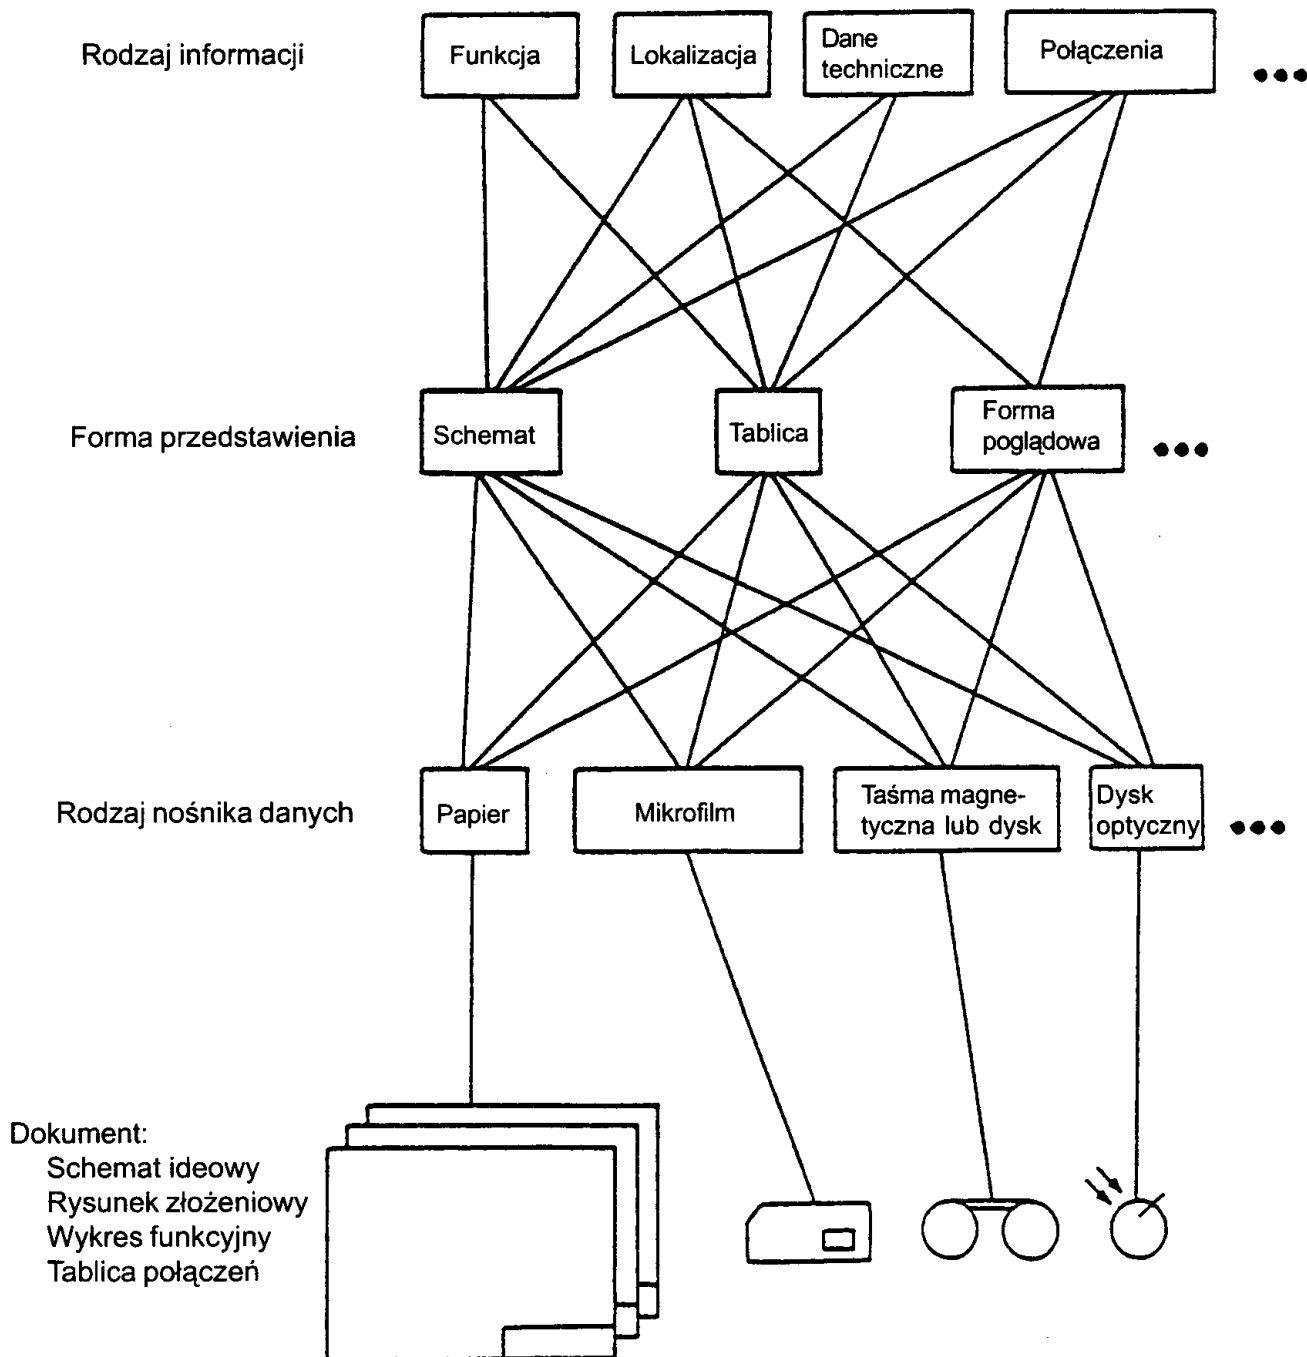 Rodzaj informacji
Funkcja
Lokalizacja
Dane
techniczne
Połączenia
Forma przedstawienia
Schemat
Tablica
Forma
poglądowa
Rodzaj nośnika danych
Papier
Mikrofilm
Taśma magne-
tyczna lub dysk
Dysk
optyczny
Dokument:
Schemat ideowy
Rysunek złożeniowy
Wykres funkcyjny
Tablica połączeń